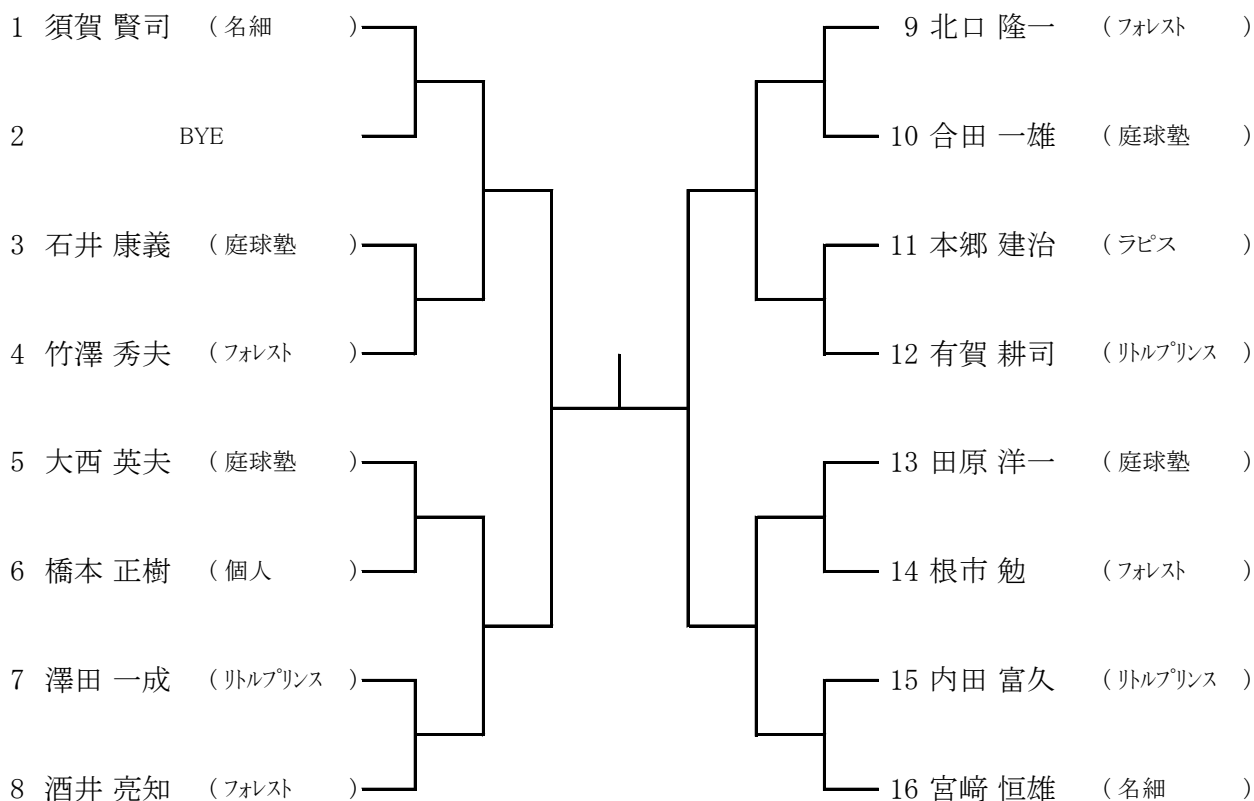 1 須賀 賢司 (名細)
2 BYE
3 石井 康義 (庭球塾)
4 竹澤 秀夫 (フォレスト)
5 大西 英夫 (庭球塾)
6 橋本 正樹 (個人)
7 澤田 一成 (リトルプリンス)
8 酒井 亮知 (フォレスト)
9 北口 隆一 (フォレスト)
10 合田 一雄 (庭球塾)
11 本郷 建治 (ラピス)
12 有賀 耕司 (リトルプリンス)
13 田原 洋一 (庭球塾)
14 根市 勉 (フォレスト)
15 内田 富久 (リトルプリンス)
16 宮﨑 恒雄 (名細)